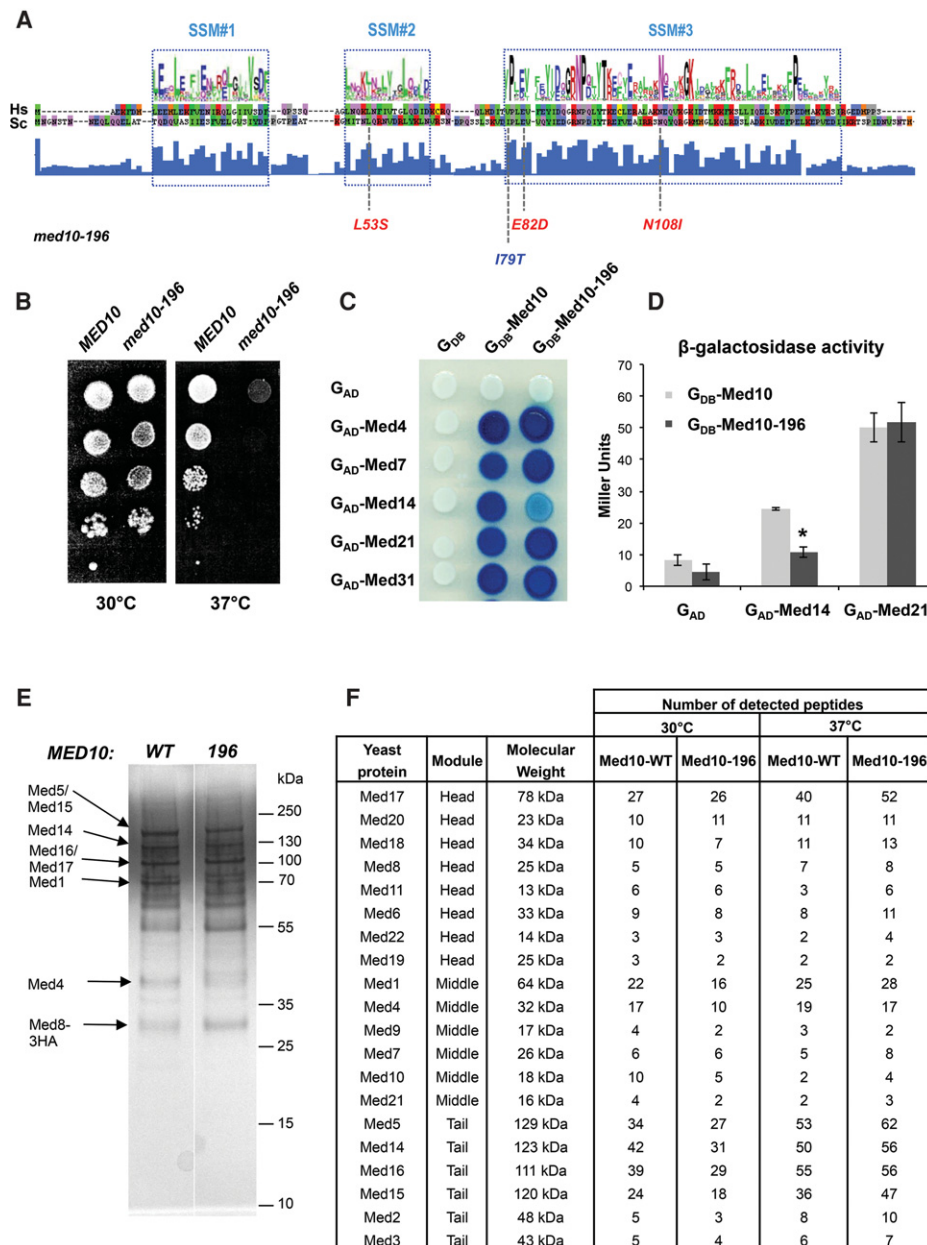 A
SSM#1 SSM#2 SSM#3
Hs
Sc
L53S E82D N108I
I79T
med10-196
B
MED10 med10-196 MED10 med10-196
30°C 37°C
C
GDB GDB-Med10 GDB-Med10-196
GAD
GAD-Med4
GAD-Med7
GAD-Med14
GAD-Med21
GAD-Med31
D
β-galactosidase activity
GDB-Med10
GDB-Med10-196
Miller Units
70
60
50
40
30
20
10
0
*
GAD GAD-Med14 GAD-Med21
E
MED10: WT 196
kDa
Med5/
Med15
Med14
Med16/
Med17
Med1
Med4
Med8-
3HA
250
130
100
70
55
35
25
15
10
F
Number of detected peptides
30°C 37°C
Yeast protein Module Molecular Weight Med10-WT Med10-196 Med10-WT Med10-196
Med17 Head 78 kDa 27 26 40 52
Med20 Head 23 kDa 10 11 11 11
Med18 Head 34 kDa 10 7 11 13
Med8 Head 25 kDa 5 5 7 8
Med11 Head 13 kDa 6 6 3 6
Med6 Head 33 kDa 9 8 8 11
Med22 Head 14 kDa 3 3 2 4
Med19 Head 25 kDa 3 2 2 2
Med1 Middle 64 kDa 22 16 25 28
Med4 Middle 32 kDa 17 10 19 17
Med9 Middle 17 kDa 4 2 3 2
Med7 Middle 26 kDa 6 6 5 8
Med10 Middle 18 kDa 10 5 2 4
Med21 Middle 16 kDa 4 2 2 3
Med5 Tail 129 kDa 34 27 53 62
Med14 Tail 123 kDa 42 31 50 56
Med16 Tail 111 kDa 39 29 55 56
Med15 Tail 120 kDa 24 18 36 47
Med2 Tail 48 kDa 5 3 8 10
Med3 Tail 43 kDa 5 4 6 7